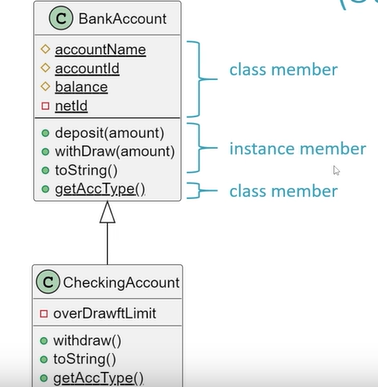 C BankAccount
accountName
accountId
balance
netId
class member
deposit(amount)
withDraw(amount)
toString()
instance member
getAccType()
class member
C CheckingAccount
overDrawftLimit
withdraw()
toString()
getAccType()